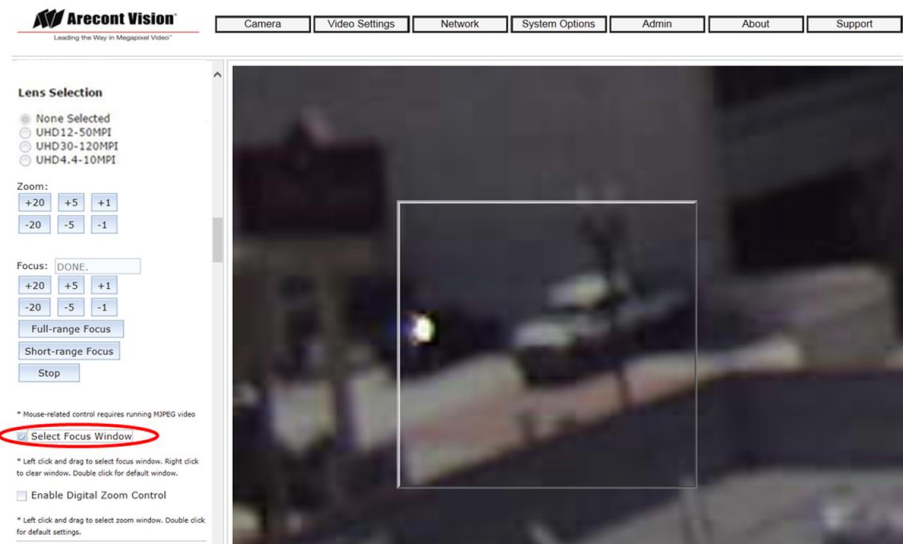 Arecont Vision®
Leading the Way in Megapixel Video™
Camera
Video Settings
Network
System Options
Admin
About
Support
Lens Selection
None Selected
UHD12-50MPI
UHD30-120MPI
UHD4.4-10MPI
Zoom:
+20 +5 +1
-20 -5 -1
Focus: DONE.
+20 +5 +1
-20 -5 -1
Full-range Focus
Short-range Focus
Stop
* Mouse-related control requires running MJPEG video
Select Focus Window
* Left click and drag to select focus window. Right click
to clear window. Double click for default window.
Enable Digital Zoom Control
* Left click and drag to select zoom window. Double click
for default settings.